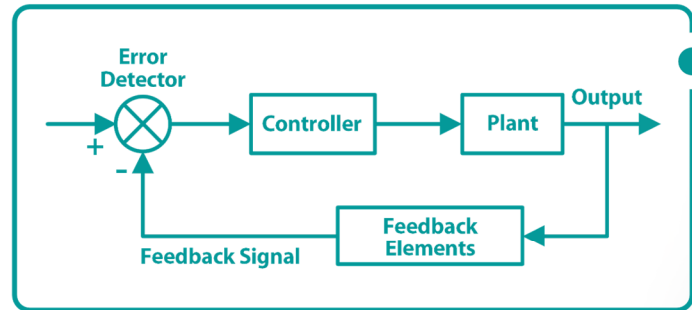 Error
Detector
+
-
Controller
Plant
Output
Feedback
Elements
Feedback Signal